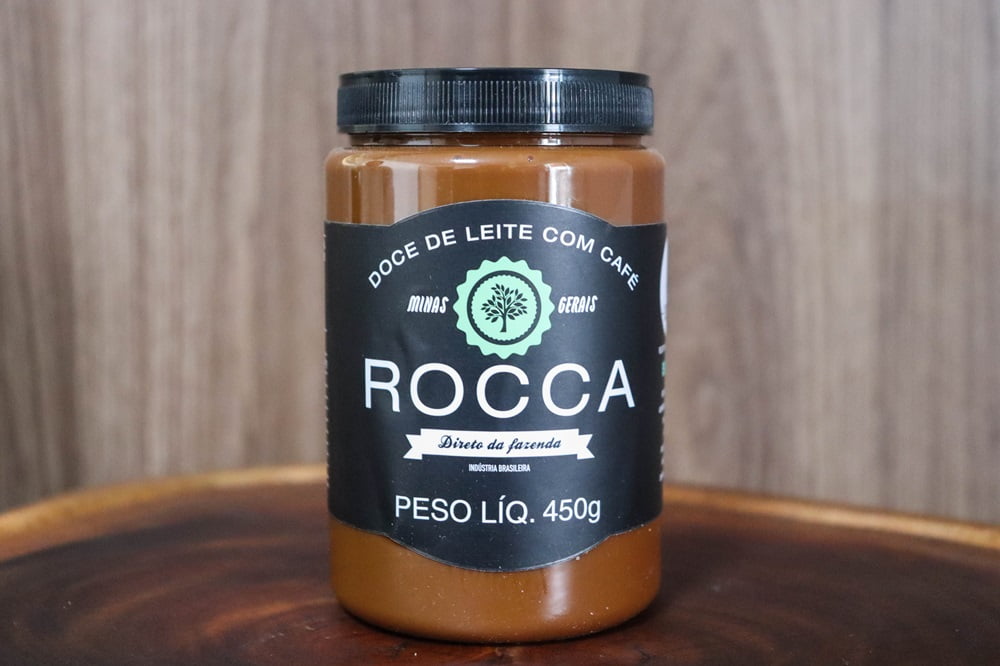 DOCE DE LEITE COM CAFÉ
MINAS GERAIS
ROCCA
Direto da fazenda
INDÚSTRIA BRASILEIRA
PESO LÍQ. 450g